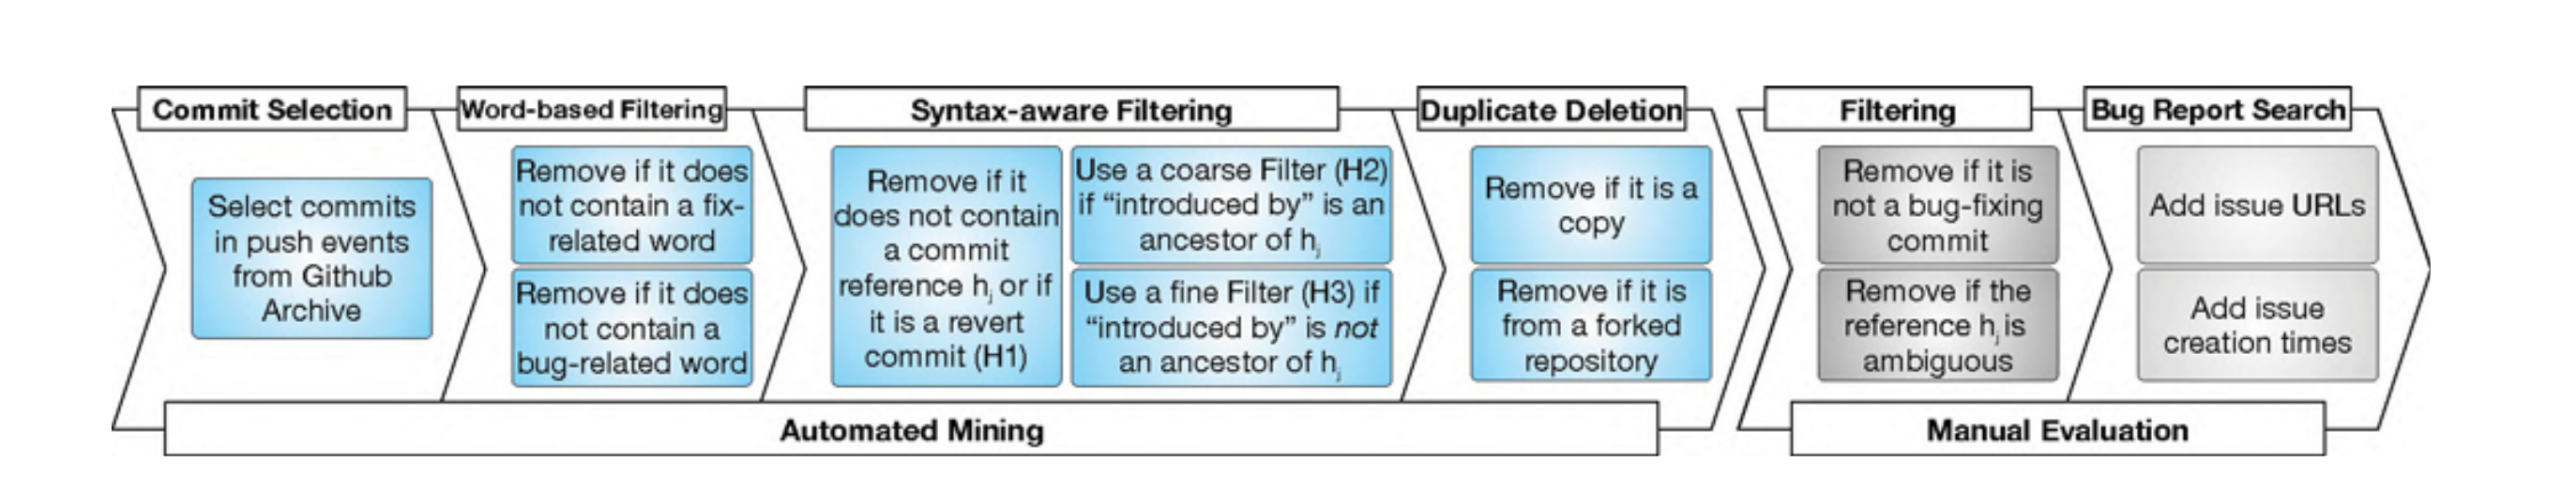 Commit Selection
Select commits
in push events
from Github
Archive
Word-based Filtering
Remove if it does
not contain a fix-
related word
Remove if it does
not contain a
bug-related word
Syntax-aware Filtering
Remove if it
does not contain
a commit
reference hj or if
it is a revert
commit (H1)
Use a coarse Filter (H2)
if “introduced by” is an
ancestor of hj
Use a fine Filter (H3) if
“introduced by” is not
an ancestor of hj
Duplicate Deletion
Remove if it is a
copy
Remove if it is
from a forked
repository
Automated Mining
Filtering
Remove if it is
not a bug-fixing
commit
Remove if the
reference hj is
ambiguous
Bug Report Search
Add issue URLs
Add issue
creation times
Manual Evaluation